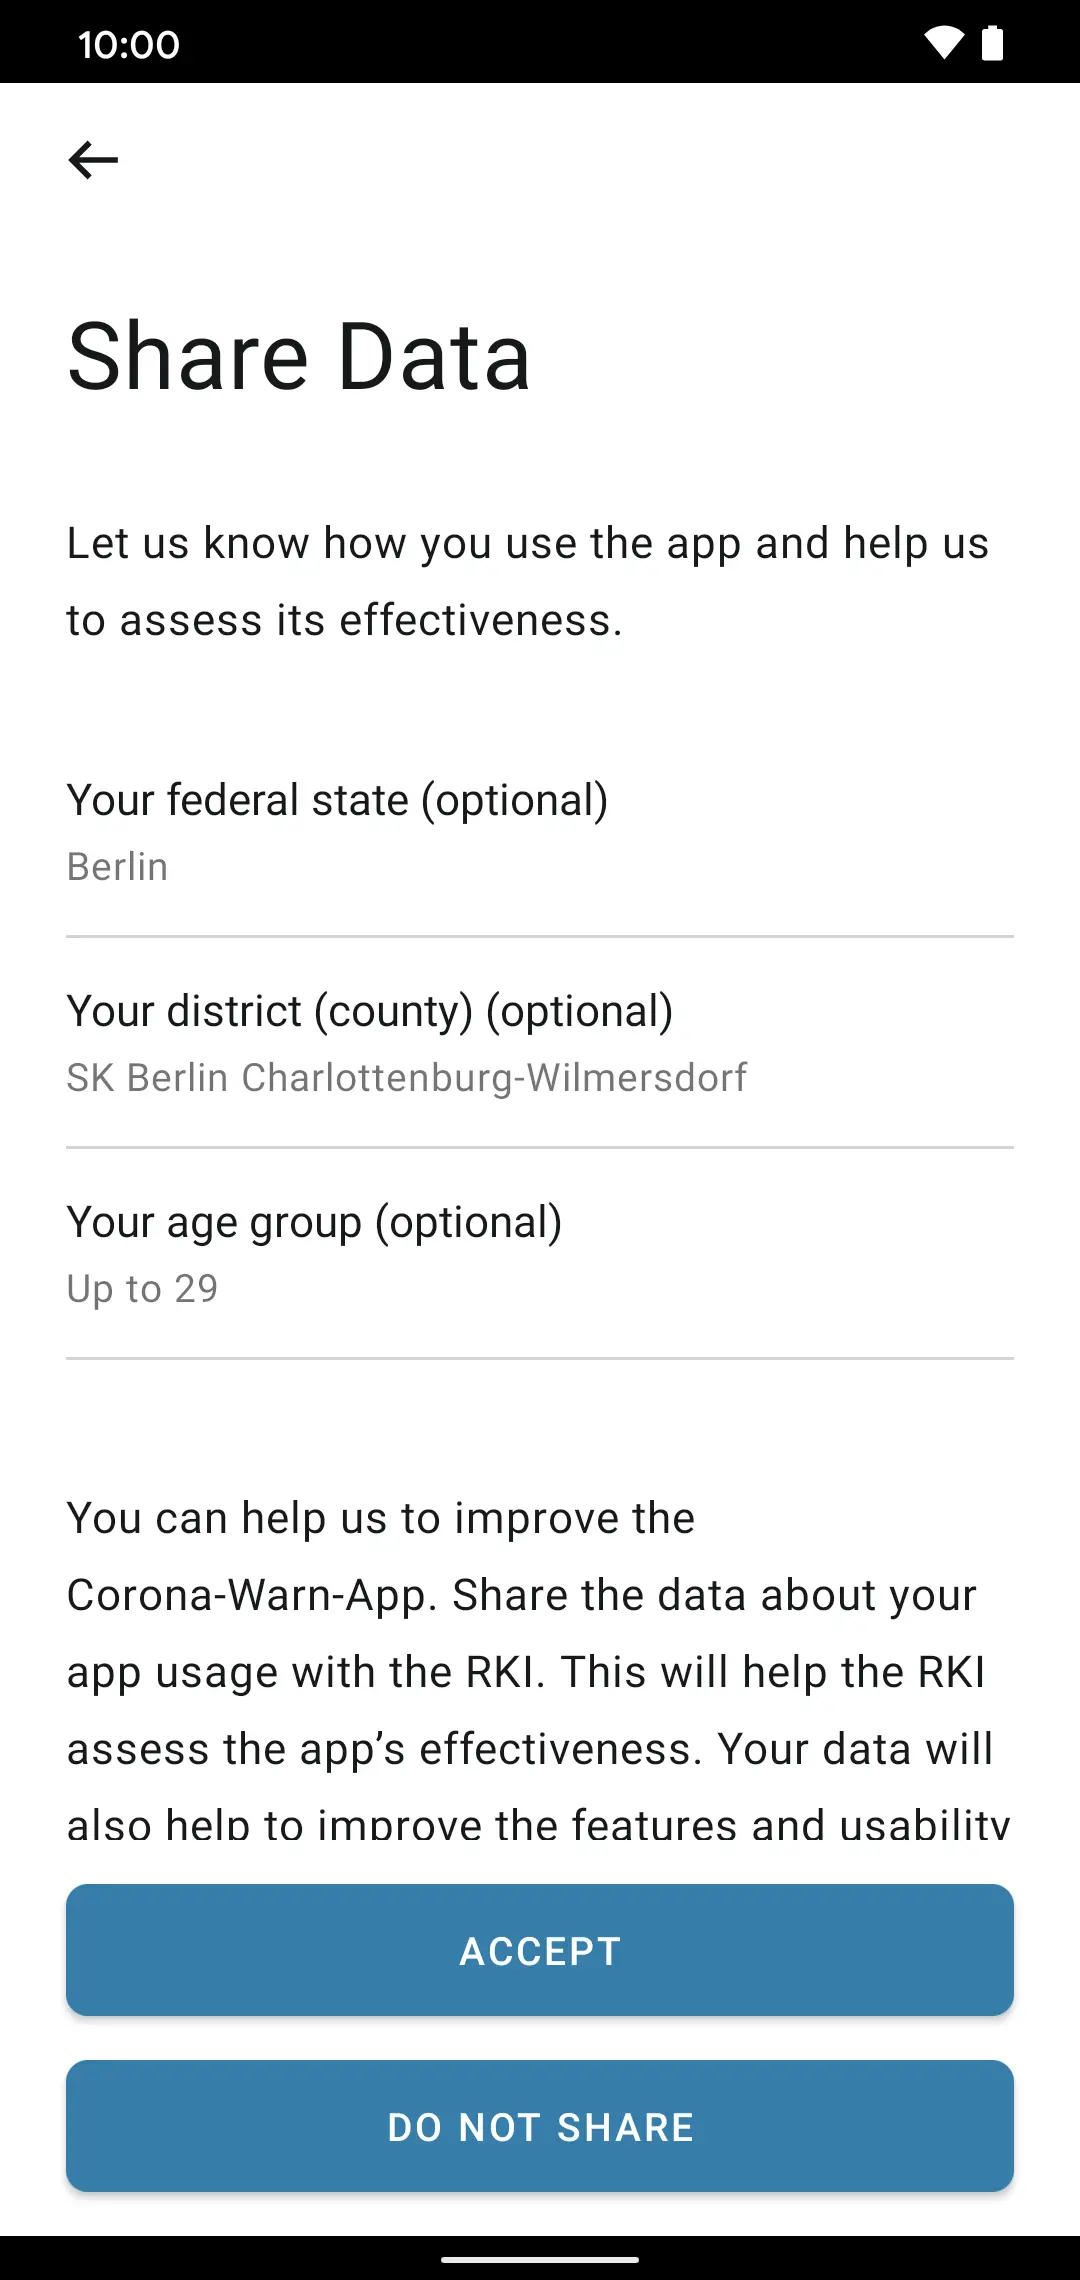 10:00
Share Data
Let us know how you use the app and help us
to assess its effectiveness.
Your federal state (optional)
Berlin
Your district (county) (optional)
SK Berlin Charlottenburg-Wilmersdorf
Your age group (optional)
Up to 29
You can help us to improve the
Corona-Warn-App. Share the data about your
app usage with the RKI. This will help the RKI
assess the app’s effectiveness. Your data will
also help to improve the features and usability
ACCEPT
DO NOT SHARE